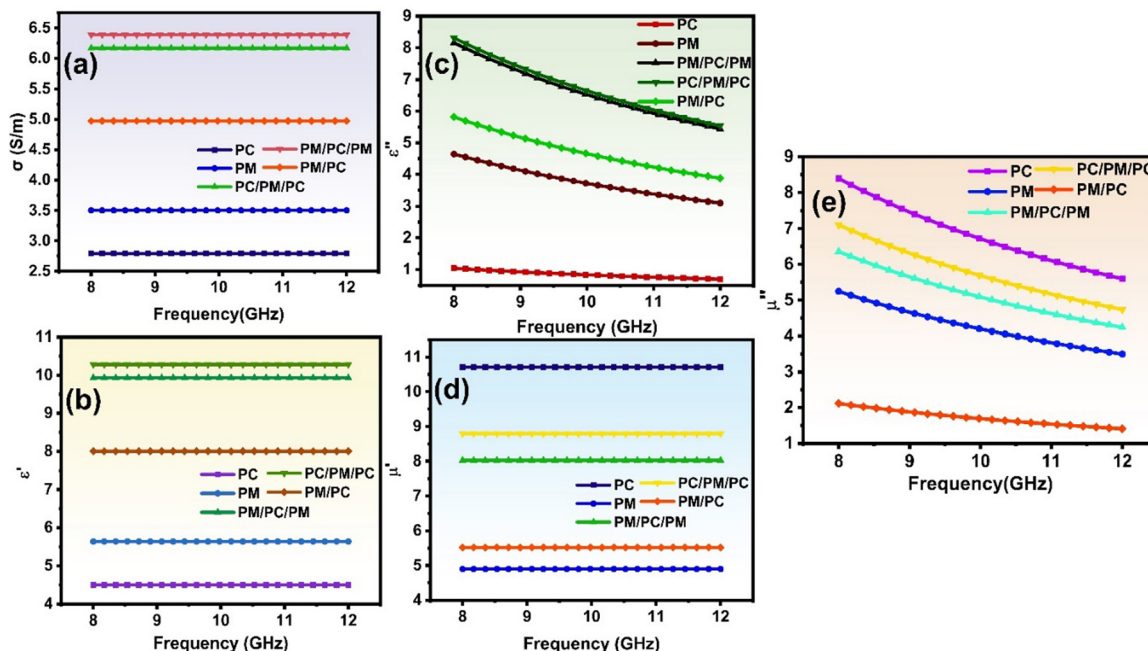 (a)
σ (S/m)
6.5
6.0
5.5
5.0
4.5
4.0
3.5
3.0
2.5
PC
PM/PC/PM
PM
PM/PC
PC/PM/PC
8
9
10
11
12
Frequency(GHz)
(c)
ε''
9
8
7
6
5
4
3
2
1
PC
PM
PM/PC/PM
PC/PM/PC
PM/PC
8
9
10
11
12
Frequency (GHz)
(b)
ε'
11
10
9
8
7
6
5
4
PC
PC/PM/PC
PM
PM/PC
PM/PC/PM
8
9
10
11
12
Frequency (GHz)
(d)
μ'
11
10
9
8
7
6
5
4
PC
PC/PM/PC
PM
PM/PC
PM/PC/PM
8
9
10
11
12
Frequency (GHz)
(e)
μ''
9
8
7
6
5
4
3
2
1
PC
PC/PM/PC
PM
PM/PC
PM/PC/PM
8
9
10
11
12
Frequency(GHz)